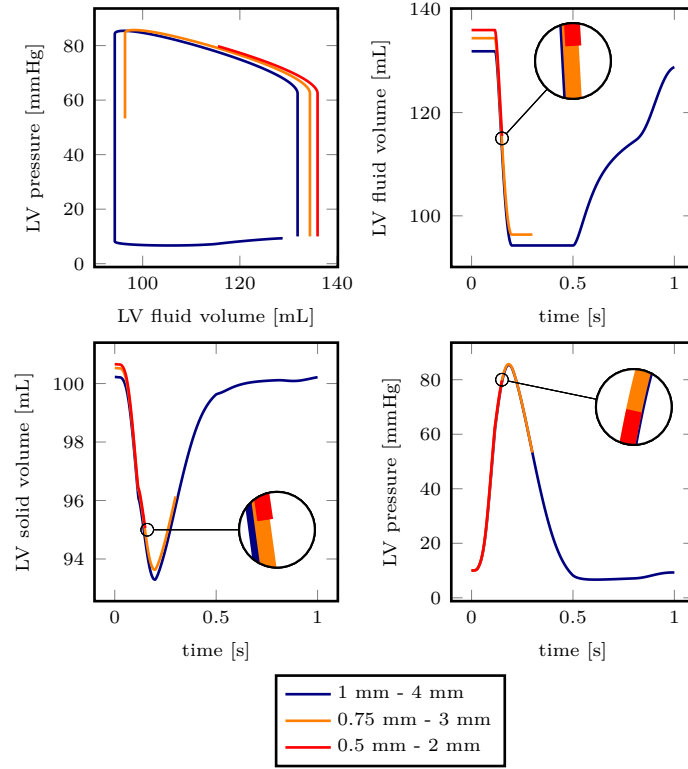 80
60
40
20
0
LV pressure [mmHg]
100
120
140
LV fluid volume [mL]
140
120
100
LV fluid volume [mL]
0
0.5
1
time [s]
100
98
96
94
LV solid volume [mL]
0
0.5
1
time [s]
80
60
40
20
0
LV pressure [mmHg]
0
0.5
1
time [s]
1 mm - 4 mm
0.75 mm - 3 mm
0.5 mm - 2 mm